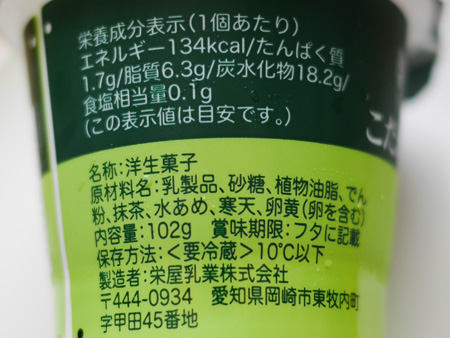 栄養成分表示(1個あたり)
エネルギー134kcal/たんぱく質
1.7g/脂質6.3g/炭水化物18.2g/
食塩相当量0.1g
(この表示値は目安です。)
こだ
名称:洋生菓子
原材料名:乳製品、砂糖、植物油脂、でん
粉、抹茶、水あめ、寒天、卵黄(卵を含む)
内容量:102g 賞味期限:フタに記載
保存方法:<要冷蔵>10℃以下
製造者:栄屋乳業株式会社
〒444-0934 愛知県岡崎市東牧内町
字甲田45番地